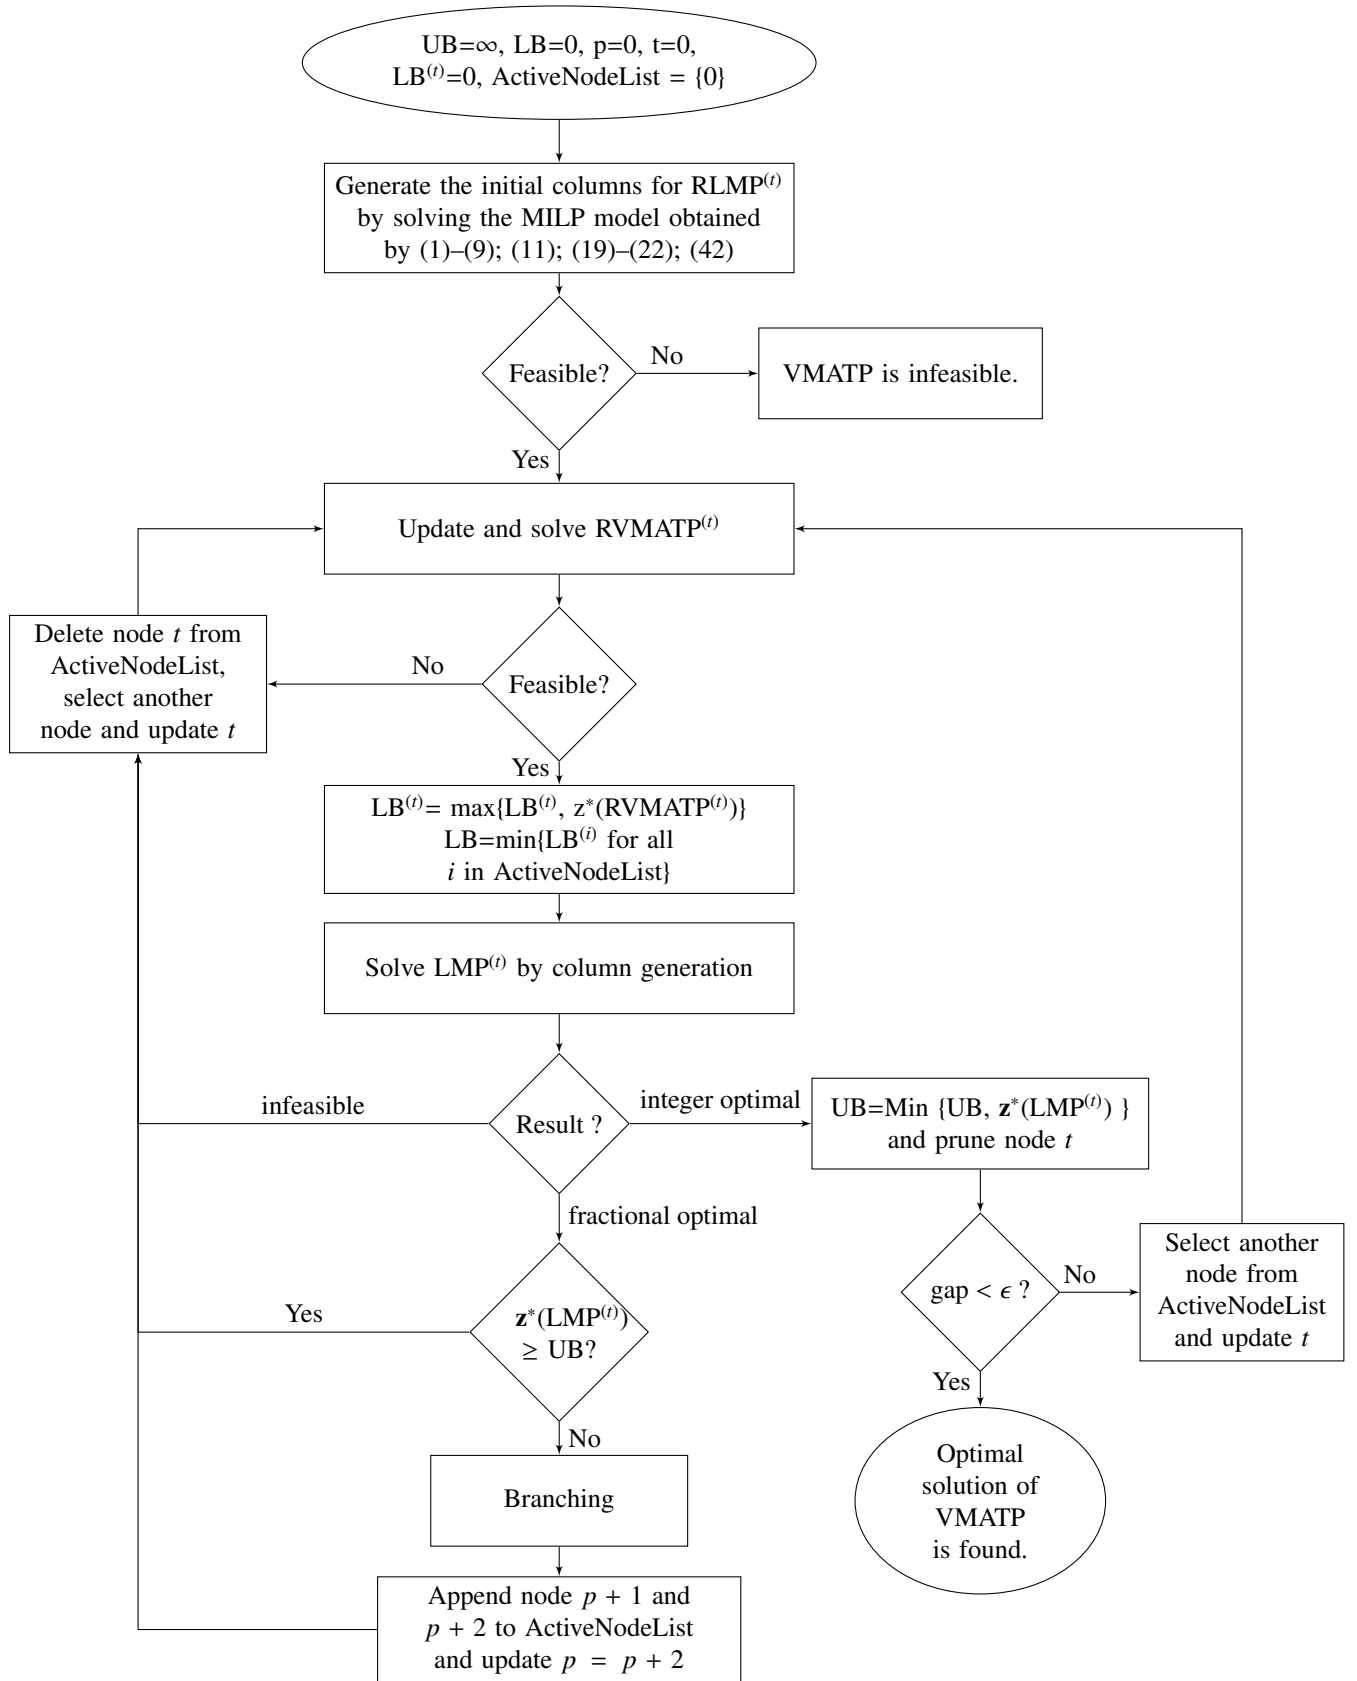 UB=∞, LB=0, p=0, t=0,
LB⁽ᵗ⁾=0, ActiveNodeList = {0}
Generate the initial columns for RLMP⁽ᵗ⁾
by solving the MILP model obtained
by (1)–(9); (11); (19)–(22); (42)
Feasible?
No
VMATP is infeasible.
Yes
Update and solve RVMATP⁽ᵗ⁾
Delete node t from
ActiveNodeList,
select another
node and update t
No
Feasible?
Yes
LB⁽ᵗ⁾= max{LB⁽ᵗ⁾, z*(RVMATP⁽ᵗ⁾)}
LB=min{LB⁽ⁱ⁾ for all
i in ActiveNodeList}
Solve LMP⁽ᵗ⁾ by column generation
infeasible
Result ?
integer optimal
UB=Min {UB, z*(LMP⁽ᵗ⁾) }
and prune node t
fractional optimal
gap < ϵ ?
No
Select another
node from
ActiveNodeList
and update t
Yes
z*(LMP⁽ᵗ⁾)
≥ UB?
Yes
No
Optimal
solution of
VMATP
is found.
Branching
Append node p + 1 and
p + 2 to ActiveNodeList
and update p = p + 2